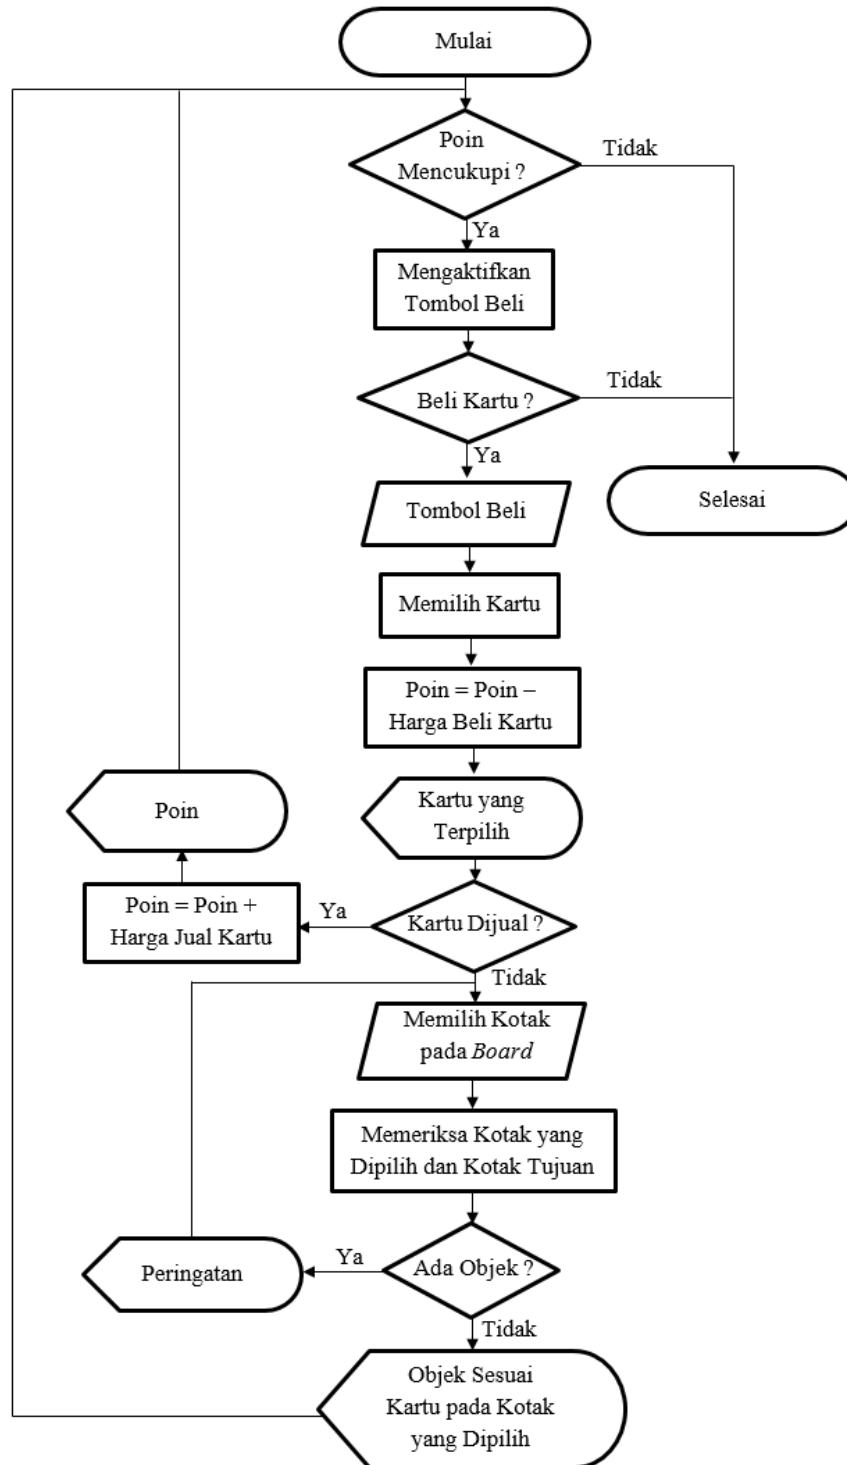 Mulai
Poin
Mencukupi ?
Tidak
Ya
Mengaktifkan
Tombol Beli
Beli Kartu ?
Tidak
Ya
Tombol Beli
Selesai
Memilih Kartu
Poin = Poin –
Harga Beli Kartu
Kartu yang
Terpilih
Poin
Kartu Dijual ?
Ya
Poin = Poin +
Harga Jual Kartu
Tidak
Memilih Kotak
pada Board
Memeriksa Kotak yang
Dipilih dan Kotak Tujuan
Ada Objek ?
Ya
Peringatan
Tidak
Objek Sesuai
Kartu pada Kotak
yang Dipilih